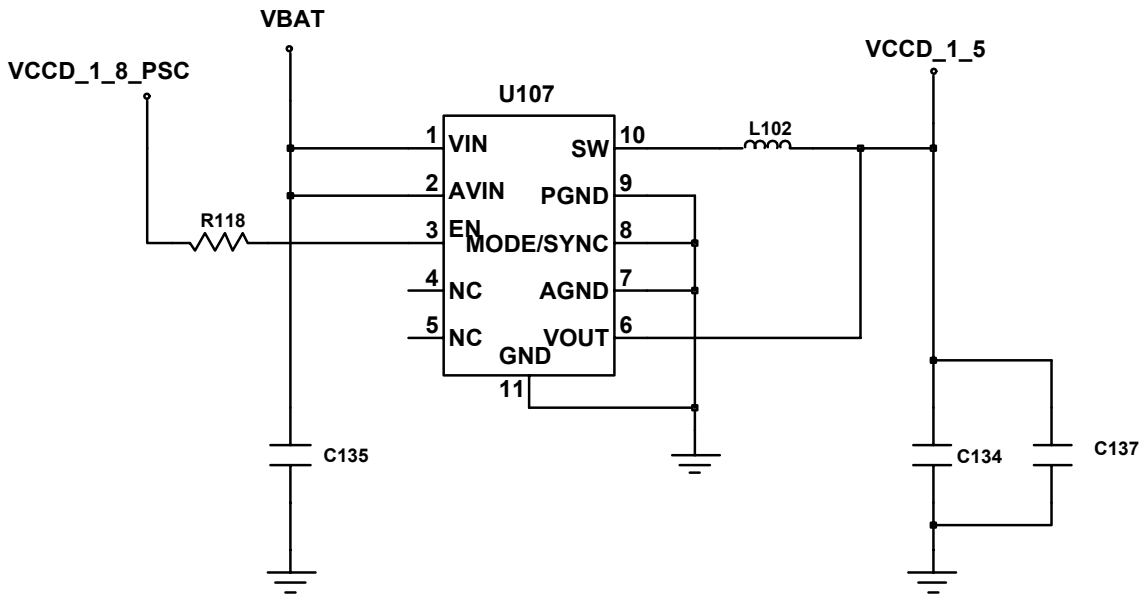 VBAT
VCCD_1_5
VCCD_1_8_PSC
U107
L102
1 VIN
SW 10
2 AVIN
PGND 9
R118
3 EN
MODE/SYNC 8
4 NC
AGND 7
5 NC
VOUT 6
GND
11
C135
C134
C137